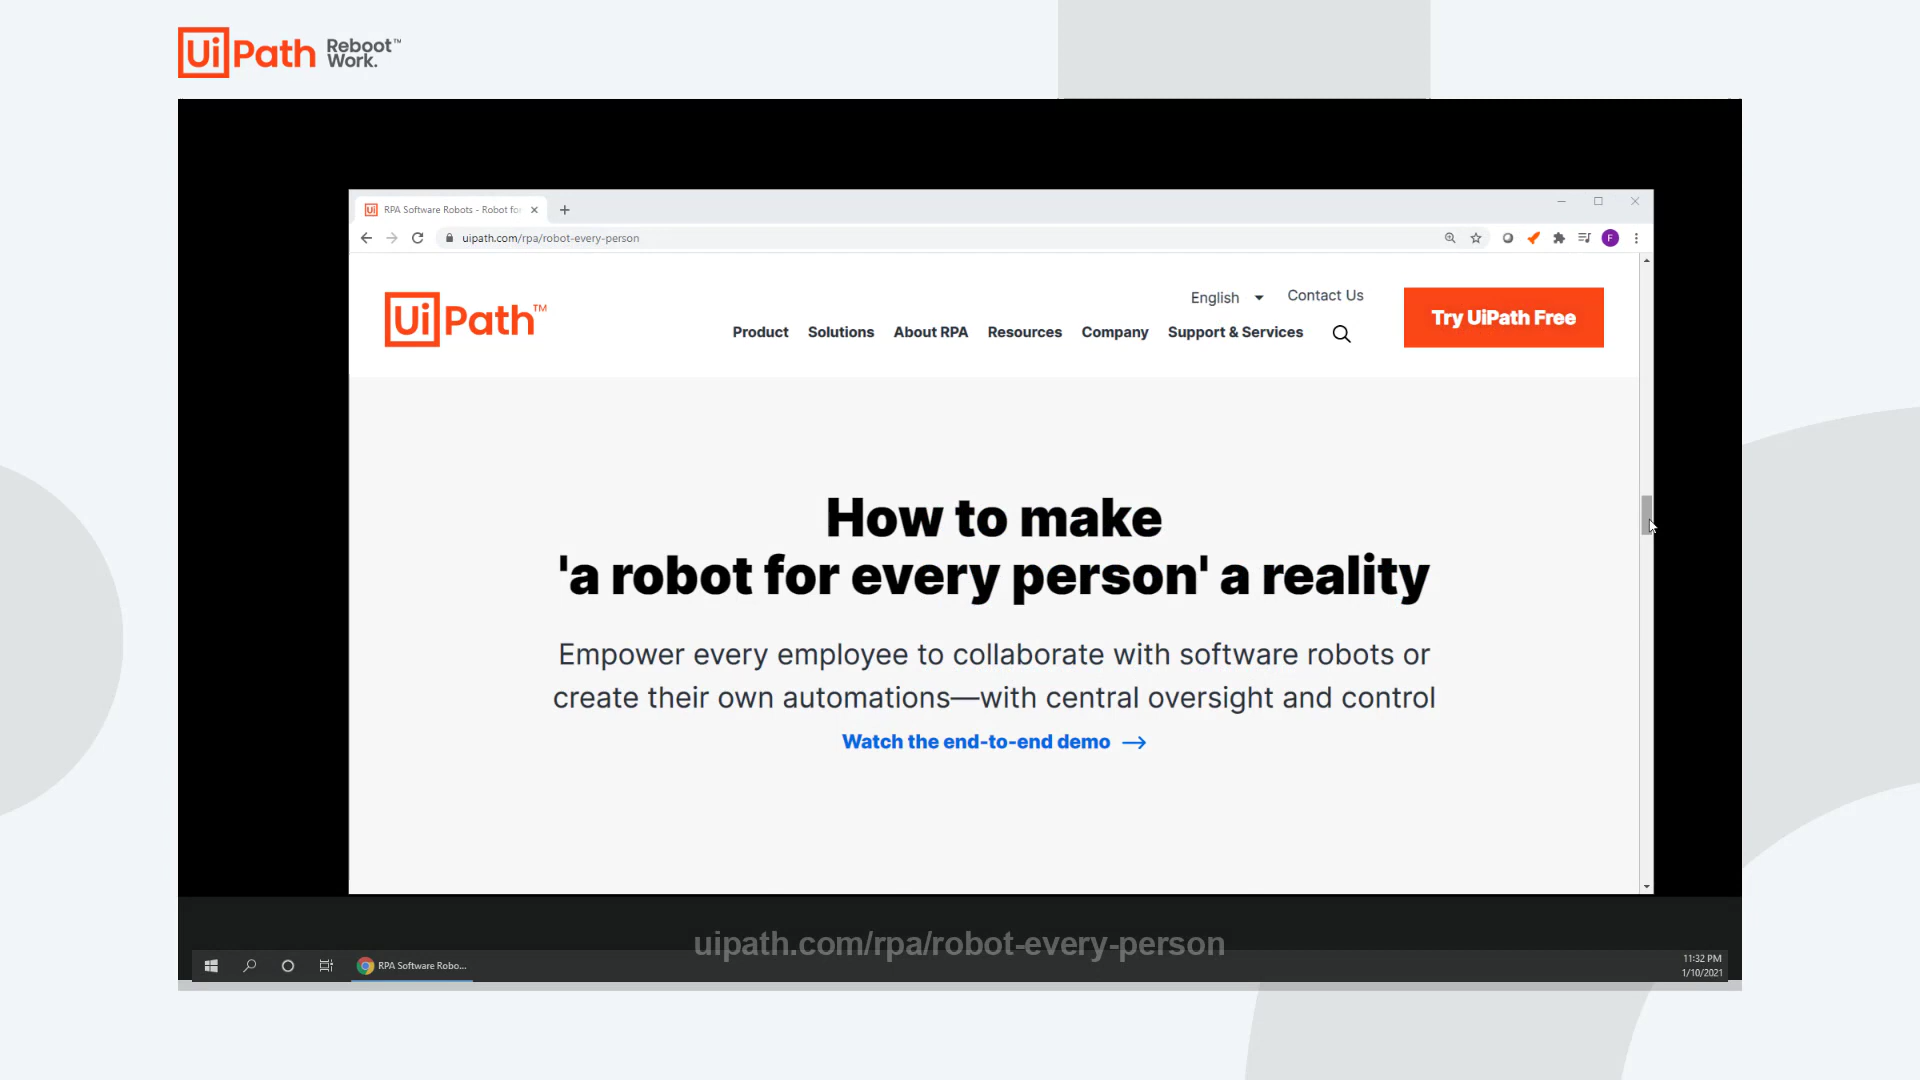 UiPath Reboot Work.™
RPA Software Robots - Robot for
uipath.com/rpa/robot-every-person
F
UiPath™
English
Contact Us
Product Solutions About RPA Resources Company Support & Services
Try UiPath Free
How to make
'a robot for every person' a reality
Empower every employee to collaborate with software robots or
create their own automations—with central oversight and control
Watch the end-to-end demo →
uipath.com/rpa/robot-every-person
RPA Software Robo...
11:32 PM
1/10/2021